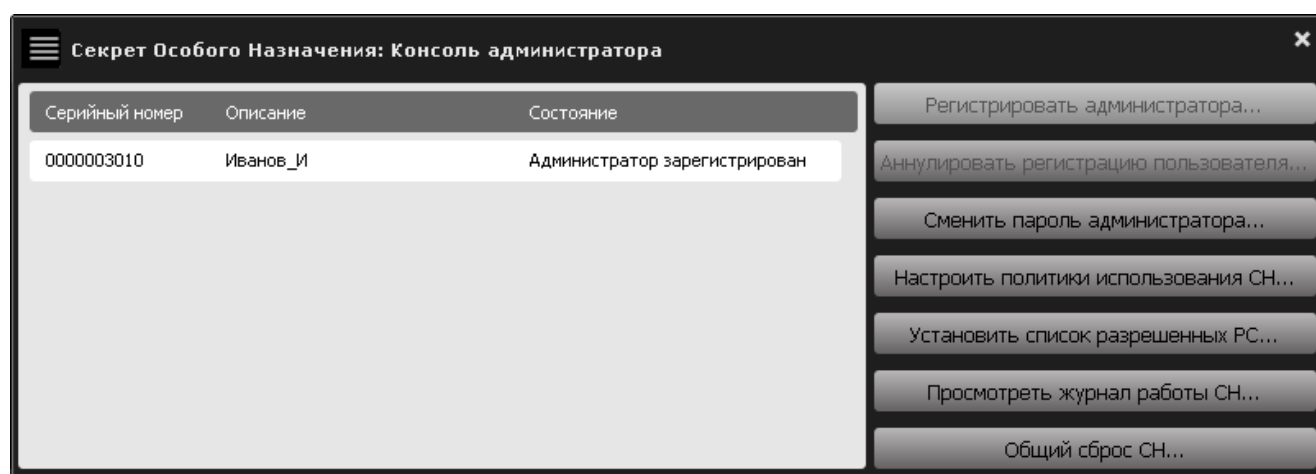 Секрет Особого Назначения: Консоль администратора
Серийный номер Описание Состояние
0000003010 Иванов_И Администратор зарегистрирован
Регистрировать администратора...
Аннулировать регистрацию пользователя...
Сменить пароль администратора...
Настроить политики использования СН...
Установить список разрешенных РС...
Просмотреть журнал работы СН...
Общий сброс СН...